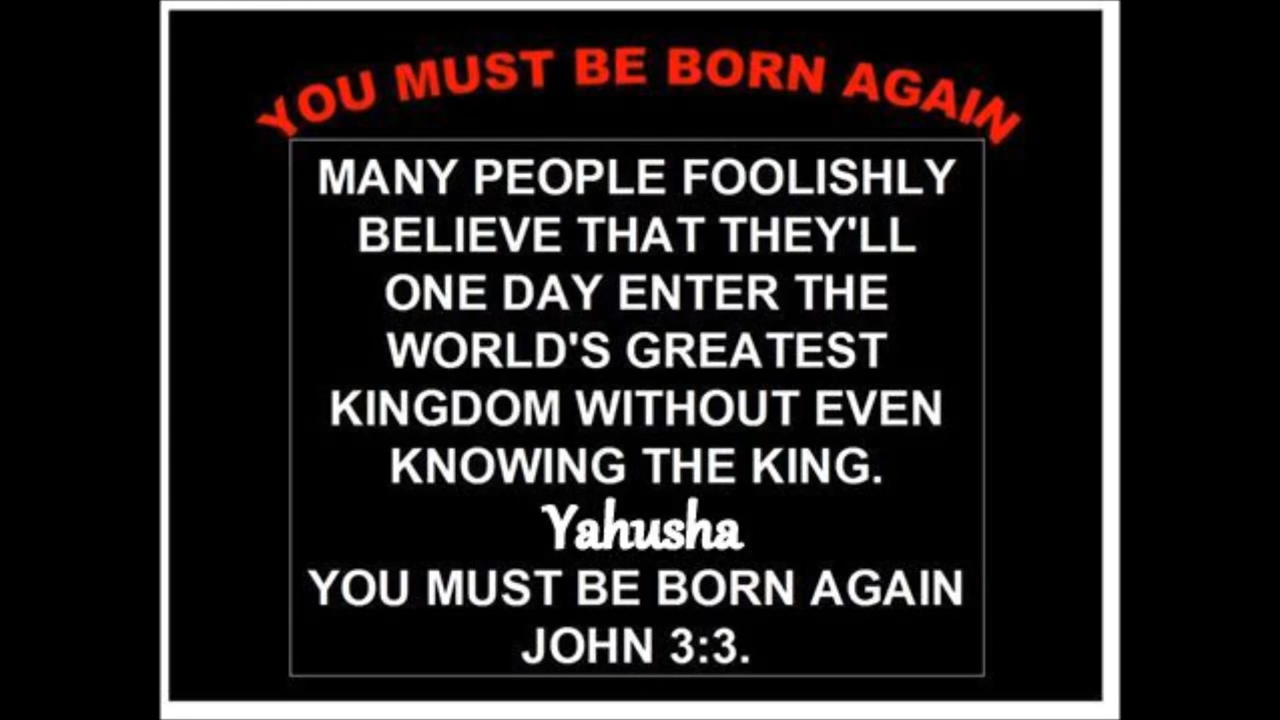 YOU MUST BE BORN AGAIN
MANY PEOPLE FOOLISHLY
BELIEVE THAT THEY'LL
ONE DAY ENTER THE
WORLD'S GREATEST
KINGDOM WITHOUT EVEN
KNOWING THE KING.
Yahusha
YOU MUST BE BORN AGAIN
JOHN 3:3.